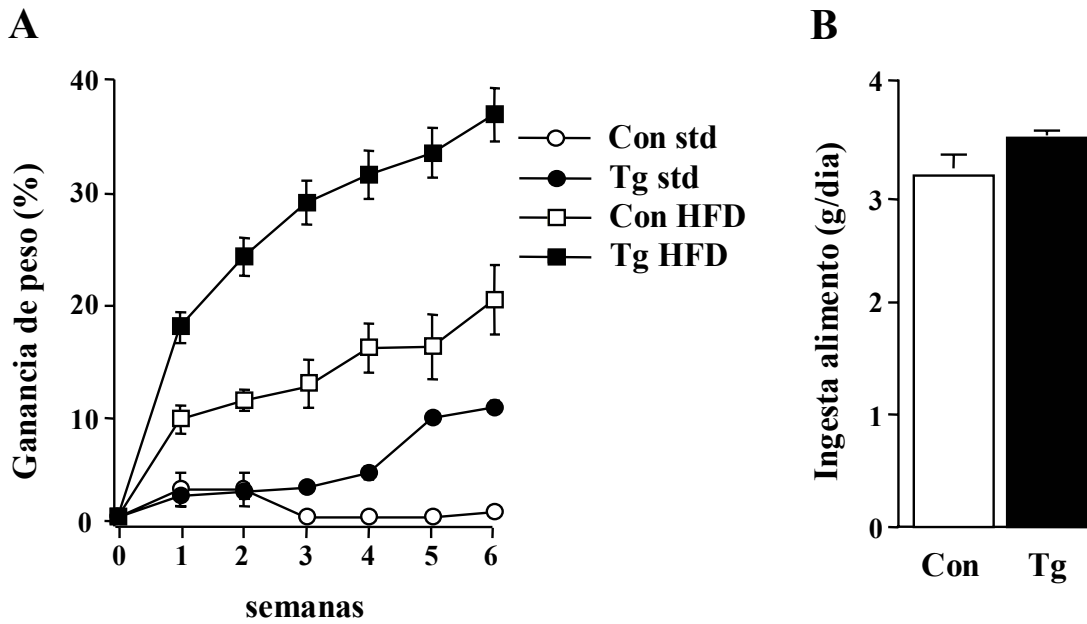 A
Ganancia de peso (%)
40
30
20
10
0
0 1 2 3 4 5 6
semanas
Con std
Tg std
Con HFD
Tg HFD
B
Ingesta alimento (g/dia)
4
3
2
1
0
Con Tg